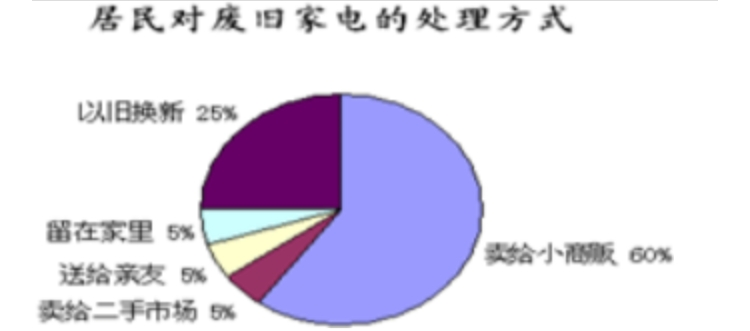 居民对废旧家电的处理方式
以旧换新 25%
留在家里 5%
送给亲友 5%
卖给二手市场 5%
卖给小商贩 60%